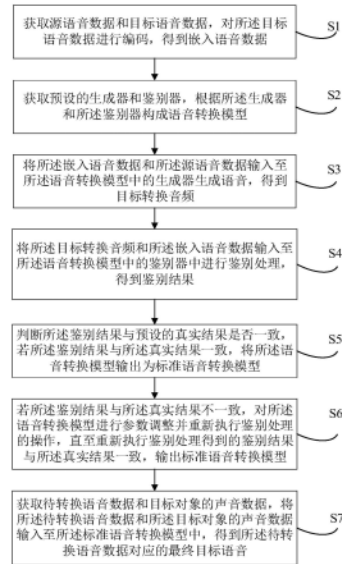 获取源语音数据和目标语音数据，对所述目标
语音数据进行编码，得到嵌入语音数据
S1
获取预设的生成器和鉴别器，根据所述生成器
和所述鉴别器构成语音转换模型
S2
将所述嵌入语音数据和所述源语音数据输入至
所述语音转换模型中的生成器生成语音，得到
目标转换音频
S3
将所述目标转换音频和所述嵌入语音数据输入至
所述语音转换模型中的鉴别器中进行鉴别处理，
得到鉴别结果
S4
判断所述鉴别结果与预设的真实结果是否一致，
若所述鉴别结果与所述真实结果一致，将所述语
音转换模型输出为标准语音转换模型
S5
若所述鉴别结果与所述真实结果不一致，对所述
语音转换模型进行参数调整并重新执行鉴别处理
的操作，直至重新执行鉴别处理得到的鉴别结果
与所述真实结果一致，输出标准语音转换模型
S6
获取待转换语音数据和目标对象的声音数据，将
所述待转换语音数据和所述目标对象的声音数据
输入至所述标准语音转换模型中，得到所述待转
换语音数据对应的最终目标语音
S7